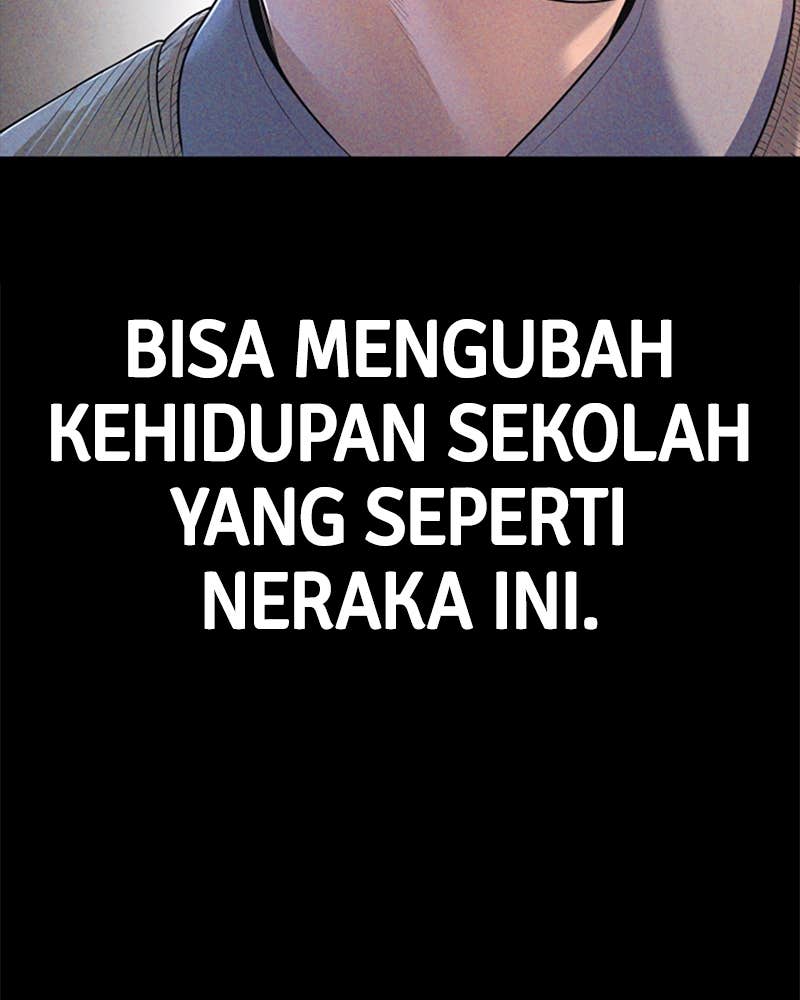 BISA MENGUBAH
KEHIDUPAN SEKOLAH
YANG SEPERTI
NERAKA INI.